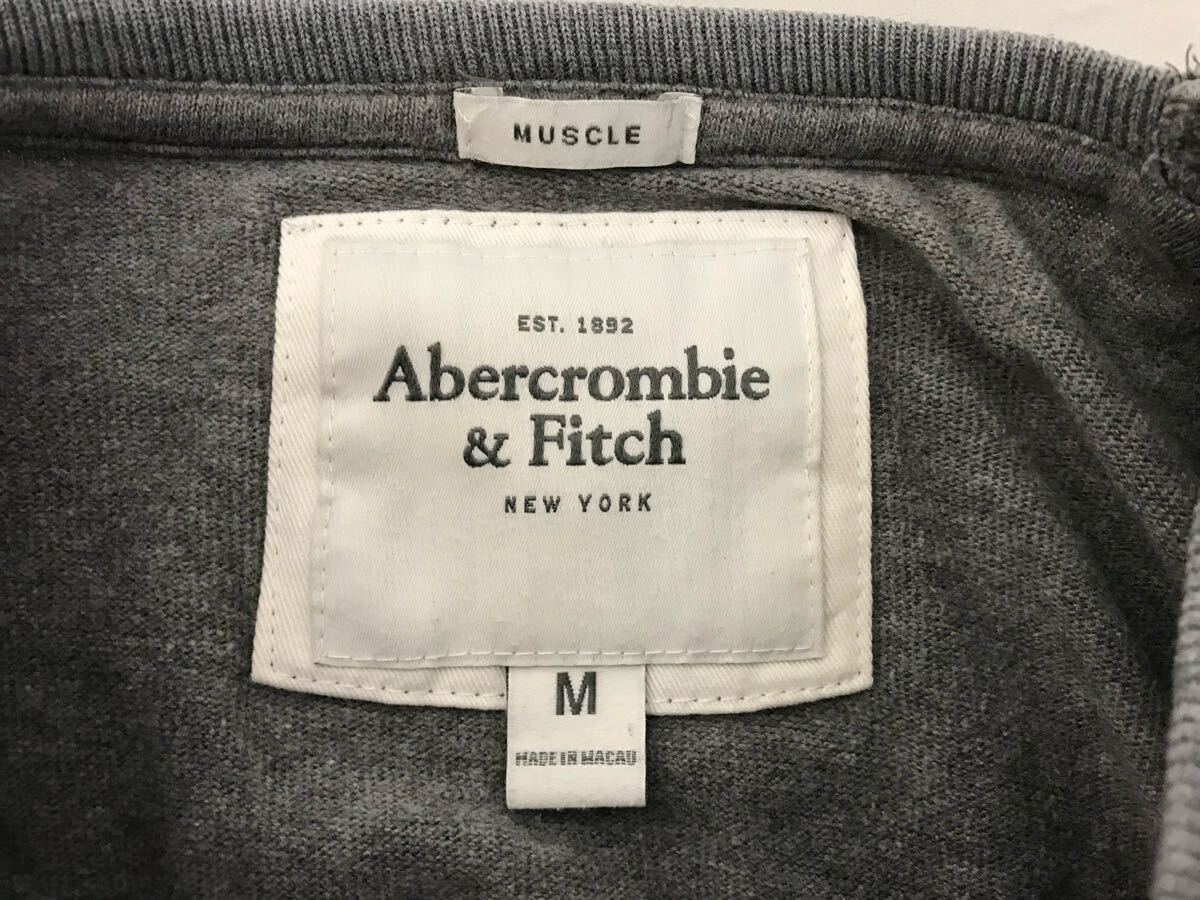 MUSCLE
EST. 1892
Abercrombie
& Fitch
NEW YORK
M
MADE IN MACAU